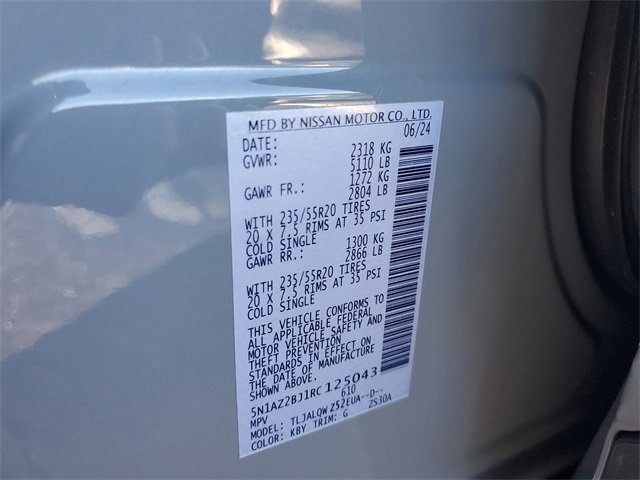 MFD BY NISSAN MOTOR CO., LTD.
DATE: 06/24
GVWR: 2318 KG
5110 LB
GAWR FR.: 1272 KG
2804 LB
WITH 235/55R20 TIRES
20 X 7.5 RIMS AT 35 PSI
COLD SINGLE
GAWR RR.: 1300 KG
2866 LB
WITH 235/55R20 TIRES
20 X 7.5 RIMS AT 35 PSI
COLD SINGLE
THIS VEHICLE CONFORMS TO
ALL APPLICABLE FEDERAL
MOTOR VEHICLE SAFETY AND
THEFT PREVENTION
STANDARDS IN EFFECT ON
THE DATE OF MANUFACTURE
SHOWN ABOVE.
5N1AZ2BJ1RC125043
MPV 610
MODEL: TLJALQWZ52EUA--D--
COLOR: KBY TRIM: G ZS30A